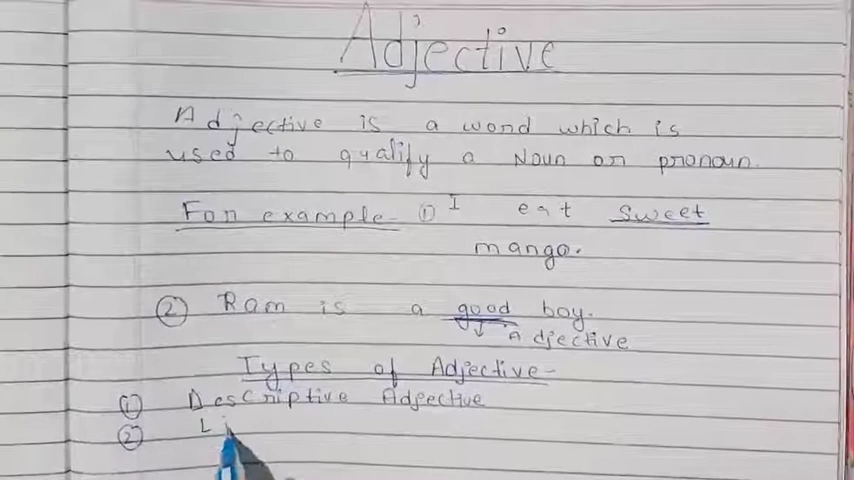 Adjective
Adjective is a word which is
used to qualify a Noun or pronoun.
For example- ① I eat sweet
mango.
② Ram is a good boy.
Adjective
Types of Adjective-
① Descriptive Adjective
② Li